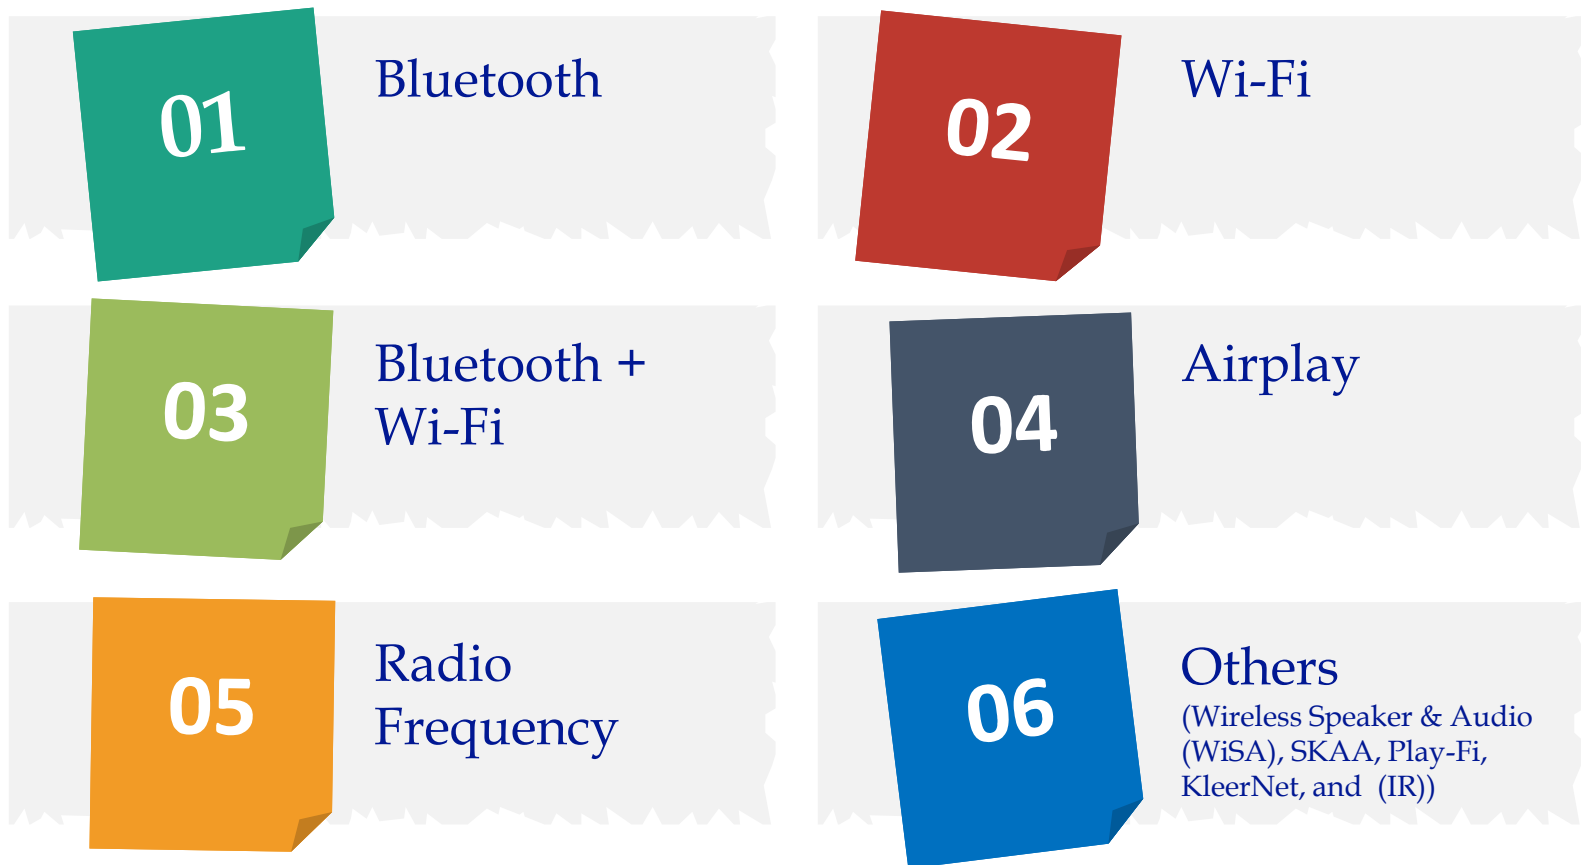 01
Bluetooth
02
Wi-Fi
03
Bluetooth +
Wi-Fi
04
Airplay
05
Radio
Frequency
06
Others
(Wireless Speaker & Audio
(WiSA), SKAA, Play-Fi,
KleerNet, and (IR))